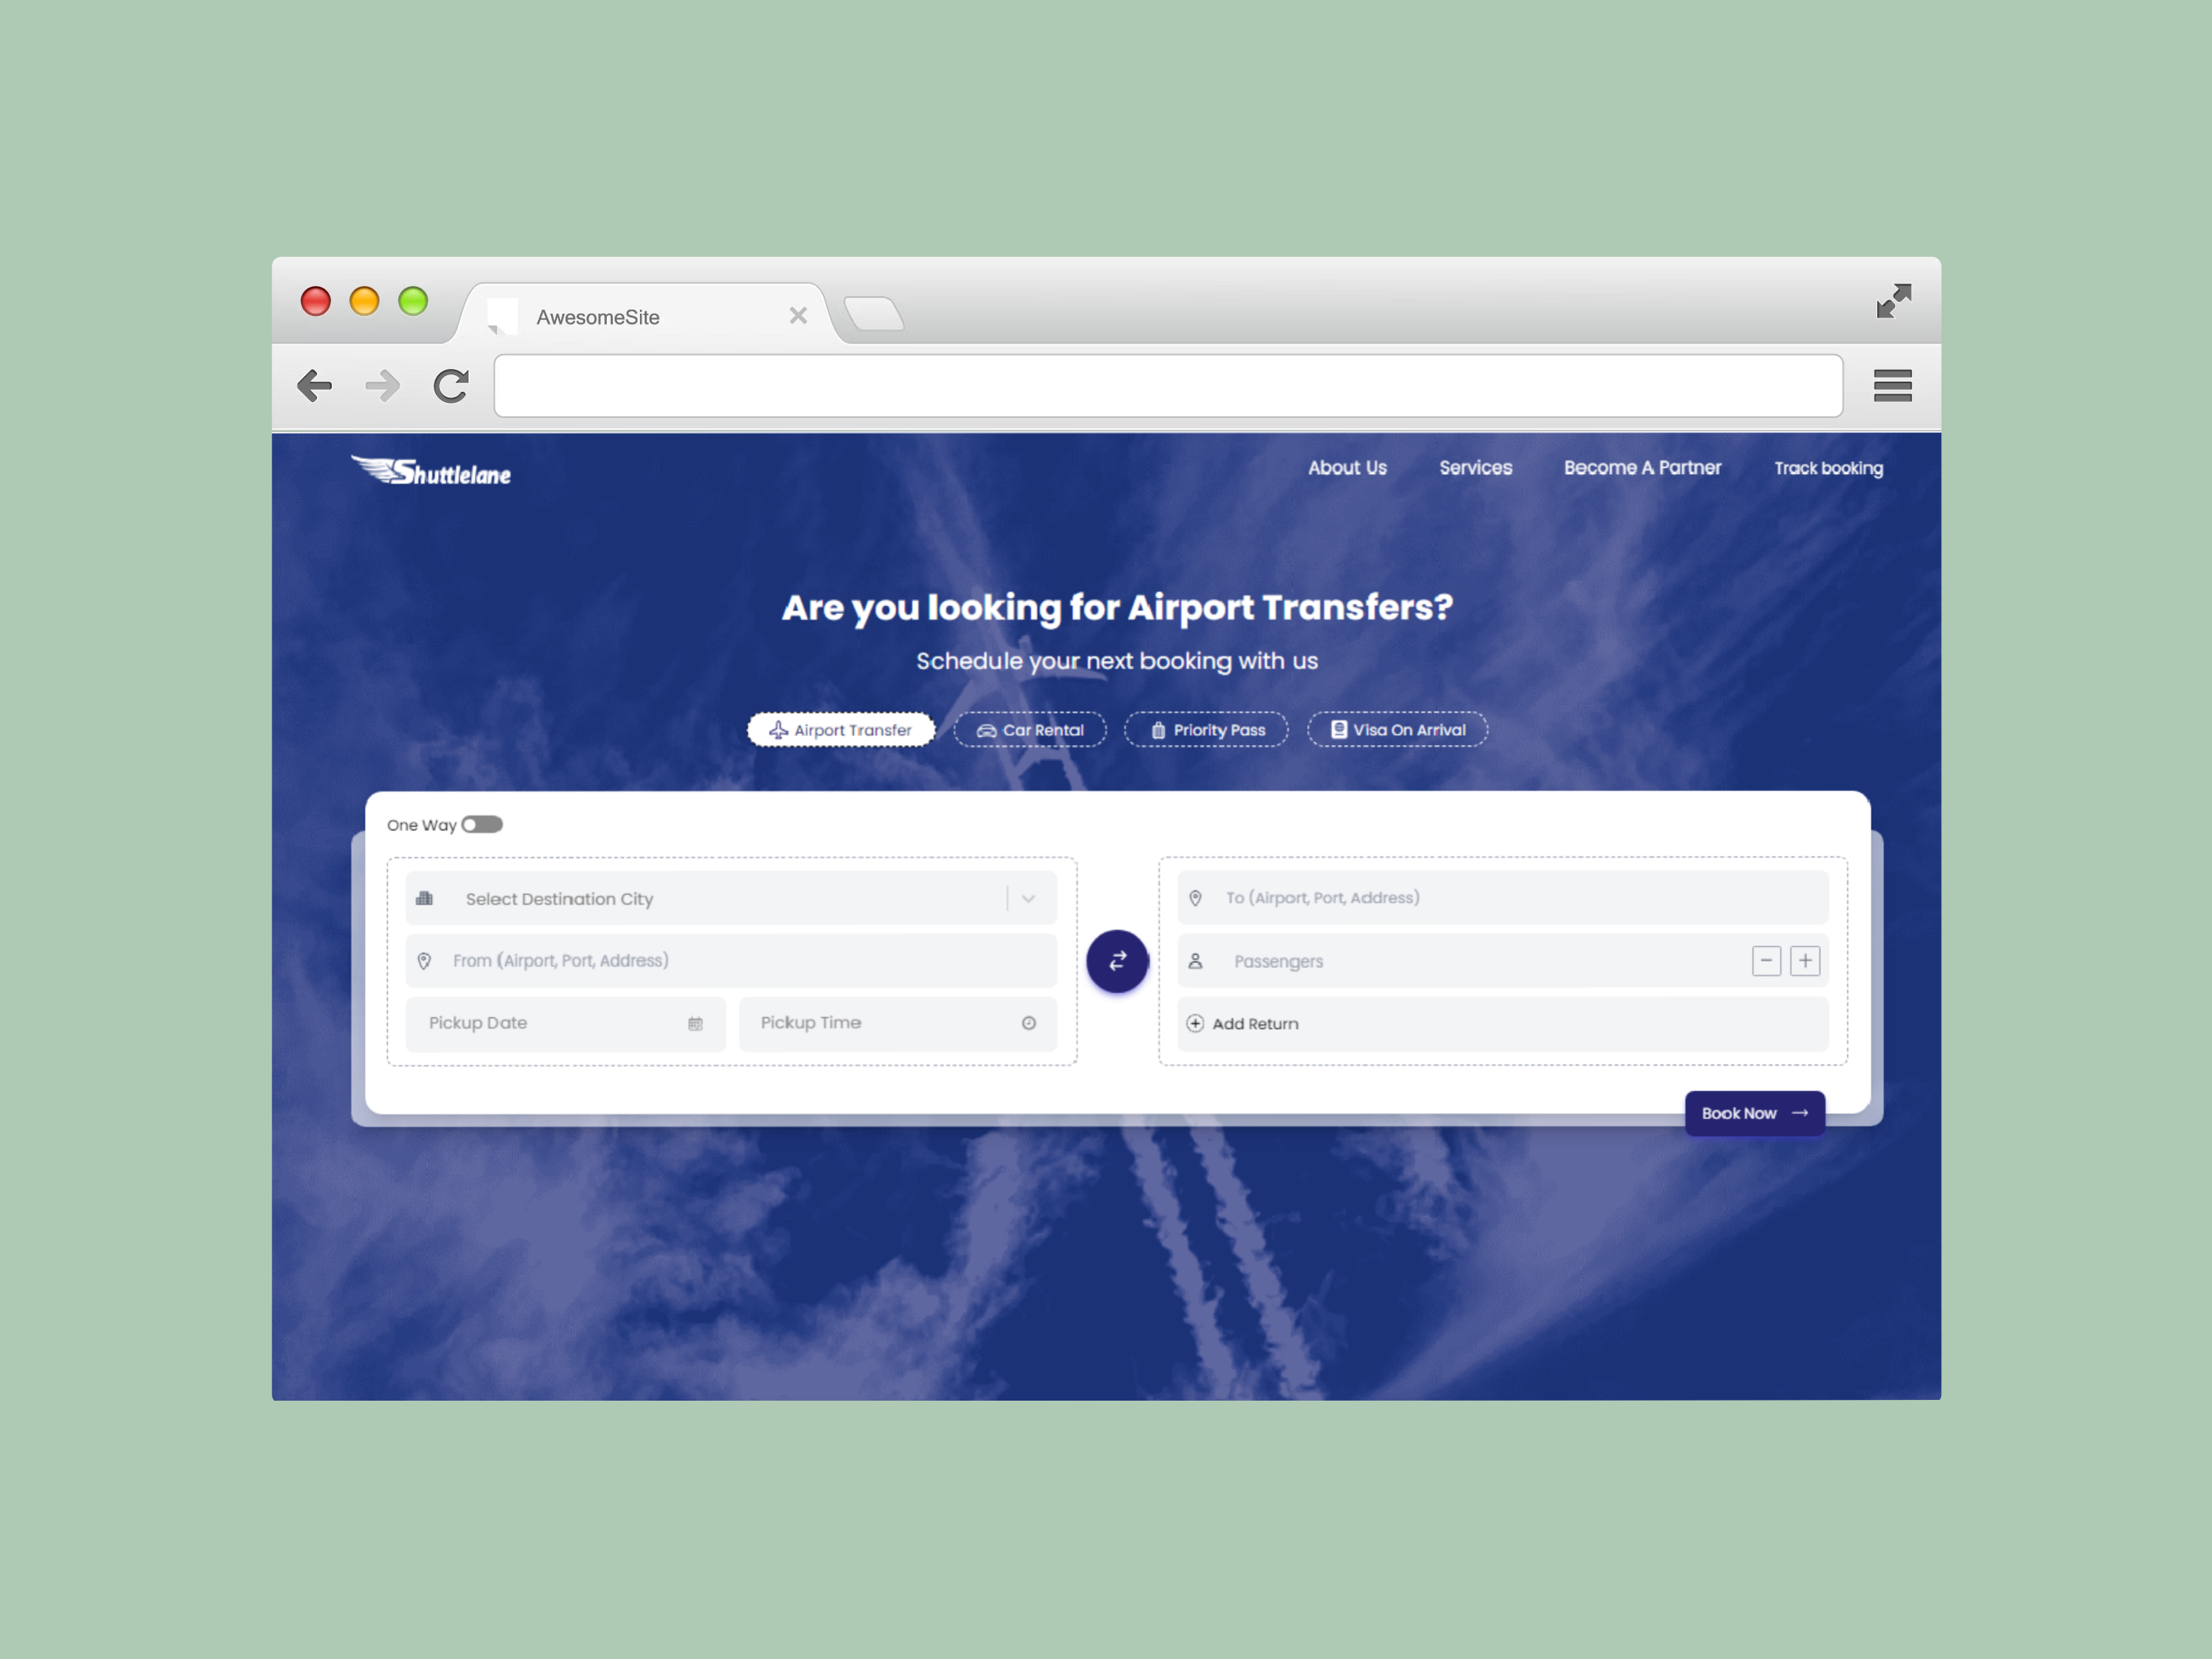 AwesomeSite
Shuttlelane
About Us Services Become A Partner Track booking
Are you looking for Airport Transfers?
Schedule your next booking with us
Airport Transfer Car Rental Priority Pass Visa On Arrival
One Way
Select Destination City
From (Airport, Port, Address)
Pickup Date Pickup Time
To (Airport, Port, Address)
Passengers
Add Return
Book Now